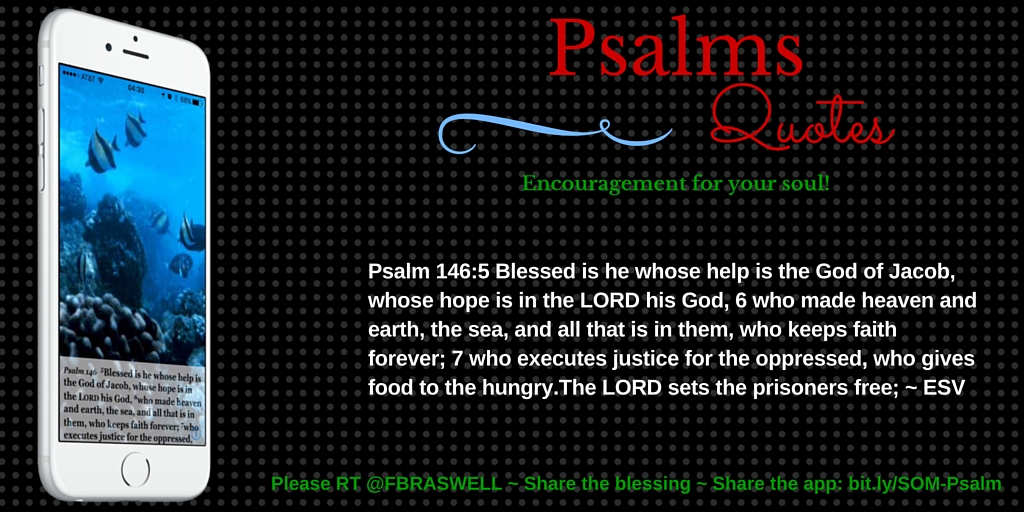 AT&T
04:30
68%
Psalm 146 5Blessed is he whose help is
the God of Jacob, whose hope is in
the LORD his God, 6who made heaven
and earth, the sea, and all that is in
them, who keeps faith forever; 7who
executes justice for the oppressed,
Psalms
Quotes
Encouragement for your soul!
Psalm 146:5 Blessed is he whose help is the God of Jacob,
whose hope is in the LORD his God, 6 who made heaven and
earth, the sea, and all that is in them, who keeps faith
forever; 7 who executes justice for the oppressed, who gives
food to the hungry.The LORD sets the prisoners free; ~ ESV
Please RT @FBRASWELL ~ Share the blessing ~ Share the app: bit.ly/SOM-Psalm